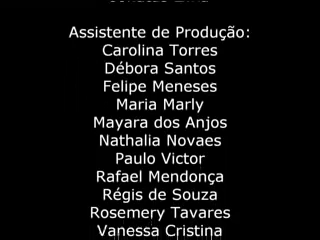 Assistente de Produção:
Carolina Torres
Débora Santos
Felipe Meneses
Maria Marly
Mayara dos Anjos
Nathalia Novaes
Paulo Victor
Rafael Mendonça
Régis de Souza
Rosemery Tavares
Vanessa Cristina